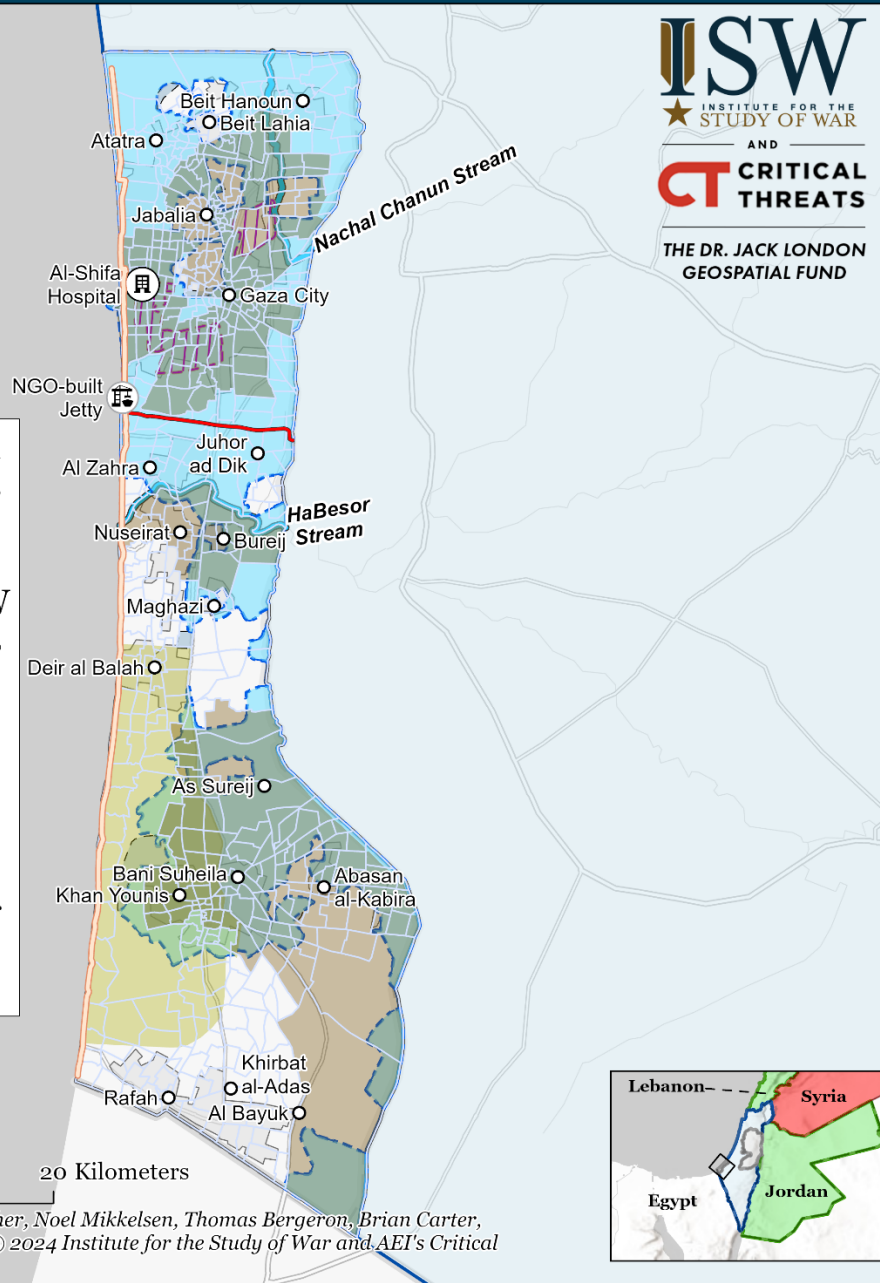 ISW
INSTITUTE FOR THE
STUDY OF WAR
AND
CT CRITICAL
THREATS
THE DR. JACK LONDON
GEOSPATIAL FUND
Beit Hanoun
Beit Lahia
Atatra
Nachal Chanun Stream
Jabalia
Al-Shifa
Hospital
Gaza City
NGO-built
Jetty
Juhor
ad Dik
Al Zahra
HaBesor
Stream
Nuseirat
Bureij
Maghazi
Deir al Balah
As Sureij
Bani Suheila
Abasan
al-Kabira
Khan Younis
Khirbat
al-Adas
Rafah
Al Bayuk
Lebanon
Syria
Egypt
Jordan
20 Kilometers
Noel Mikkelsen, Thomas Bergeron, Brian Carter,
© 2024 Institute for the Study of War and AEI's Critical